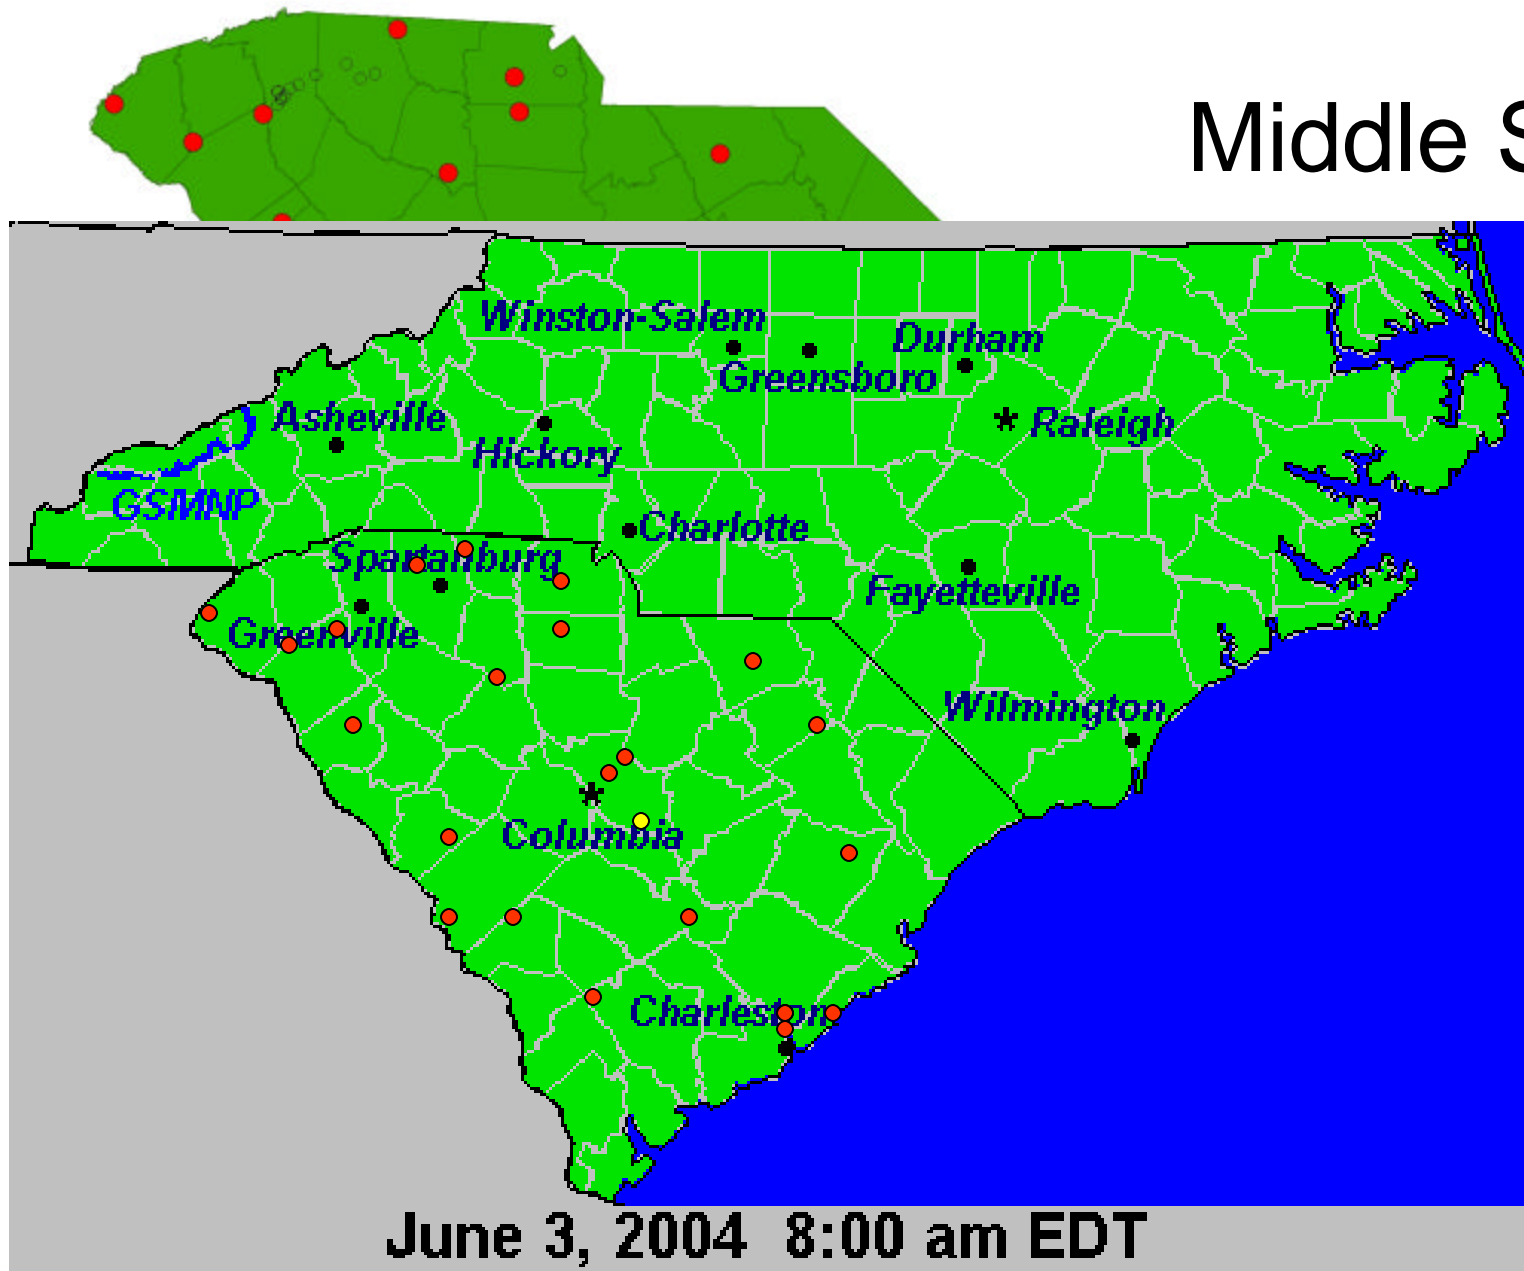 Middle S
Winston-Salem
Durham
Greensboro
Asheville
Raleigh
Hickory
GSMNP
Charlotte
Spartanburg
Fayetteville
Greenville
Wilmington
Columbia
Charleston
June 3, 2004 8:00 am EDT